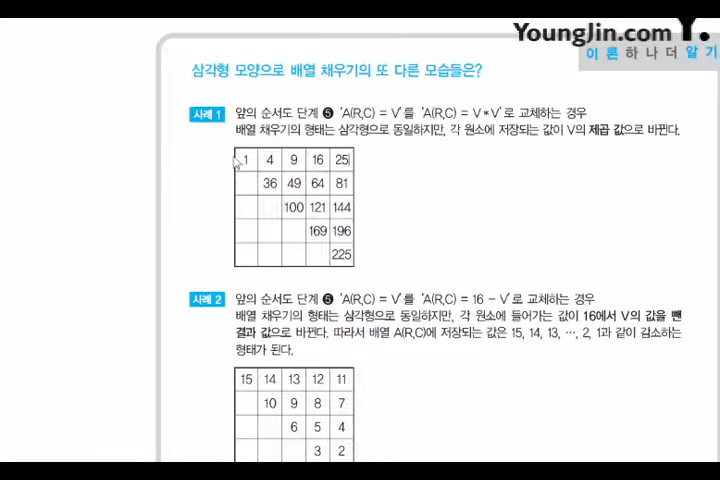 YoungJin.com Y.
이 론 하 나 더 알 기
삼각형 모양으로 배열 채우기의 또 다른 모습들은?
사례 1 앞의 순서도 단계 ❺ 'A(R,C) = V'를 'A(R,C) = V*V'로 교체하는 경우
배열 채우기의 형태는 삼각형으로 동일하지만, 각 원소에 저장되는 값이 V의 제곱 값으로 바뀐다.
1 4 9 16 25
36 49 64 81
100 121 144
169 196
225
사례 2 앞의 순서도 단계 ❺ 'A(R,C) = V'를 'A(R,C) = 16 - V'로 교체하는 경우
배열 채우기의 형태는 삼각형으로 동일하지만, 각 원소에 들어가는 값이 16에서 V의 값을 뺀
결과 값으로 바뀐다. 따라서 배열 A(R,C)에 저장되는 값은 15, 14, 13, …, 2, 1과 같이 감소하는
형태가 된다.
15 14 13 12 11
10 9 8 7
6 5 4
3 2